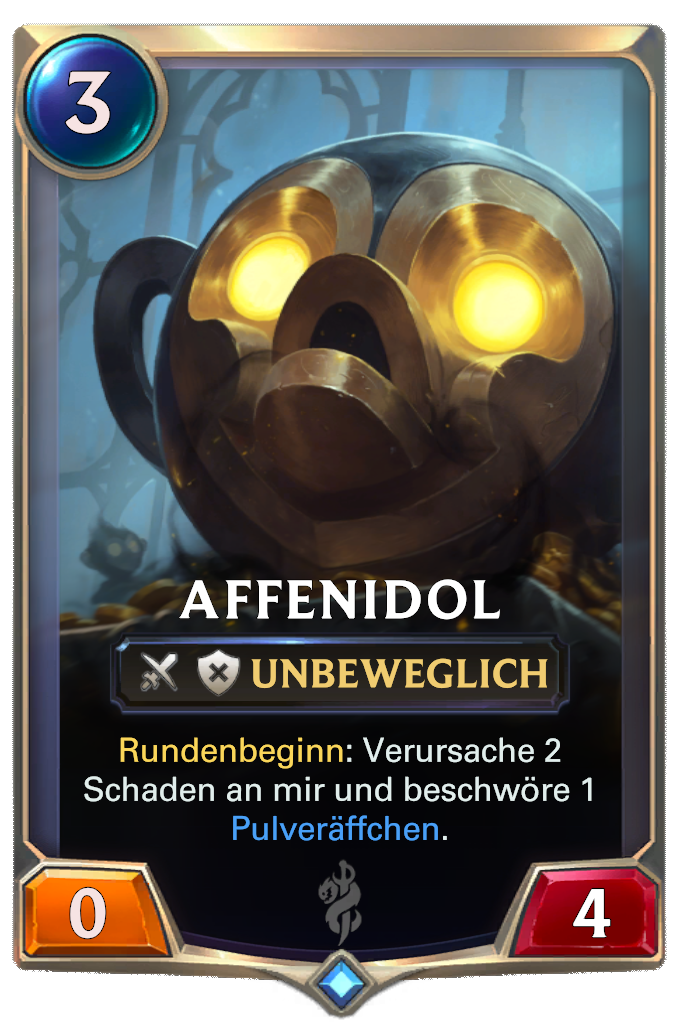 3
AFFENIDOL
UNBEWEGLICH
Rundenbeginn: Verursache 2
Schaden an mir und beschwöre 1
Pulveräffchen.
0
4